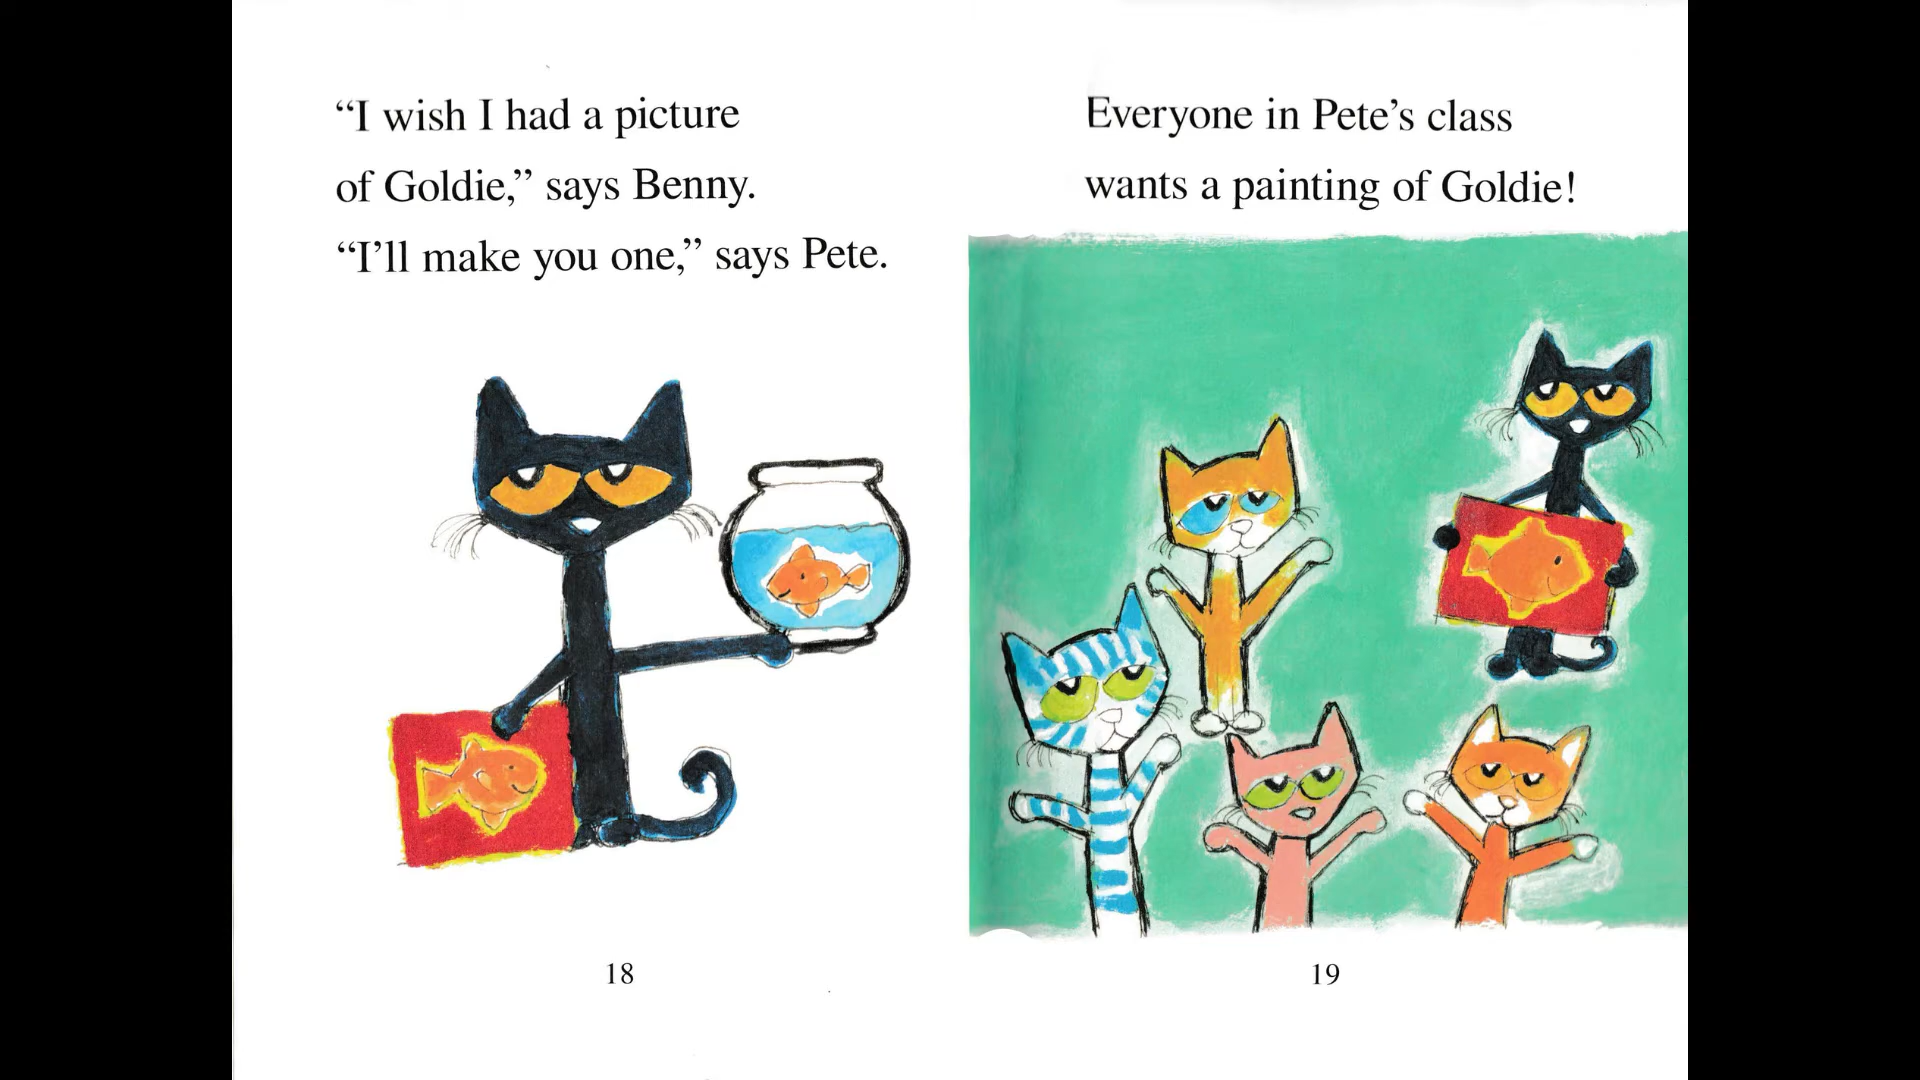 “I wish I had a picture
of Goldie,” says Benny.
“I’ll make you one,” says Pete.
18
Everyone in Pete’s class
wants a painting of Goldie!
19